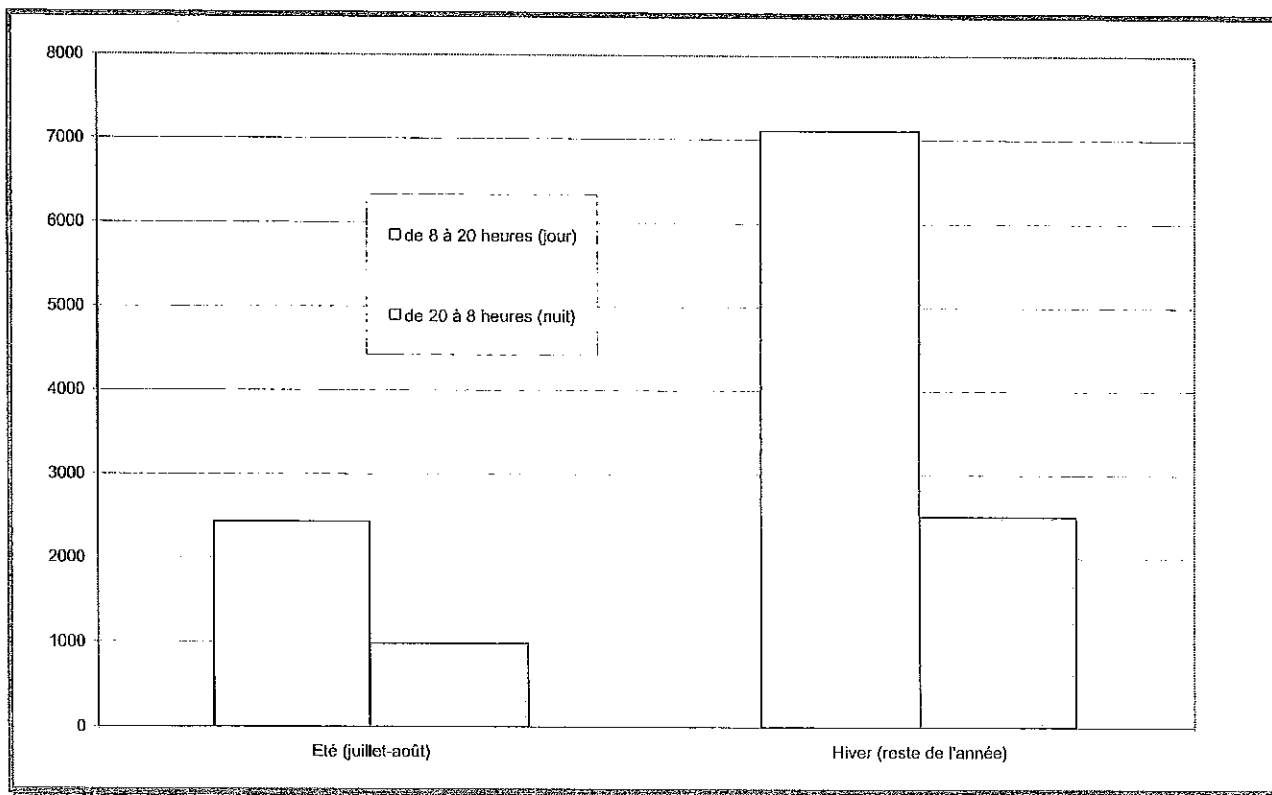 8000
7000
6000
5000
4000
3000
2000
1000
0
de 8 à 20 heures (jour)
de 20 à 8 heures (nuit)
Eté (juillet-août)
Hiver (reste de l'année)